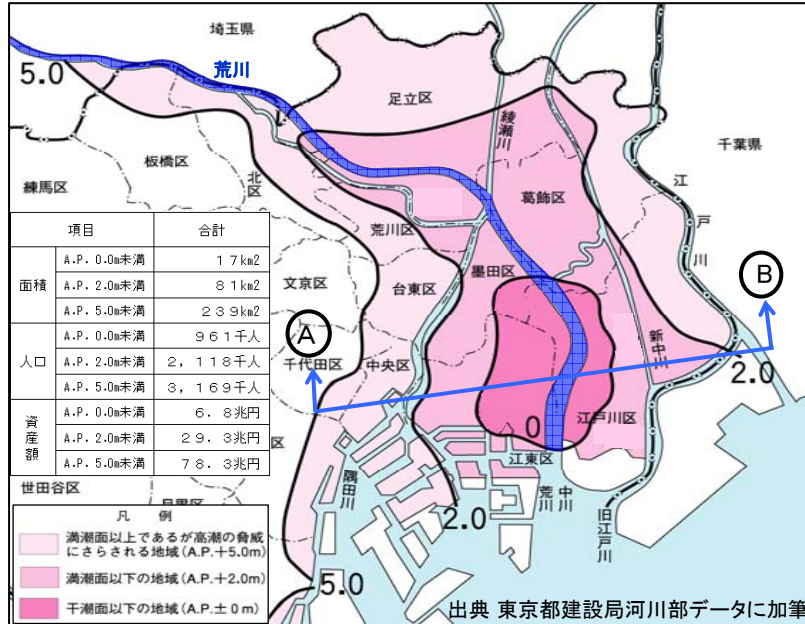 埼玉県
荒川
5.0
足立区
綾瀬川
千葉県
板橋区
北区
練馬区
葛飾区
江戸川
荒川区
項目 合計
面積
A.P. 0.0m未満 17km2
A.P. 2.0m未満 81km2
A.P. 5.0m未満 239km2
人口
A.P. 0.0m未満 961千人
A.P. 2.0m未満 2,118千人
A.P. 5.0m未満 3,169千人
資産額
A.P. 0.0m未満 6.8兆円
A.P. 2.0m未満 29.3兆円
A.P. 5.0m未満 78.3兆円
墨田区
文京区
台東区
B
A
新中川
千代田区
中央区
2.0
江戸川区
0
区
江東区
世田谷区
隅田川
荒川
中川
旧江戸川
2.0
凡例
満潮面以上であるが高潮の脅威
にさらされる地域(A.P.+5.0m)
満潮面以下の地域(A.P.+2.0m)
干潮面以下の地域(A.P.±0m)
5.0
出典 東京都建設局河川部データに加筆